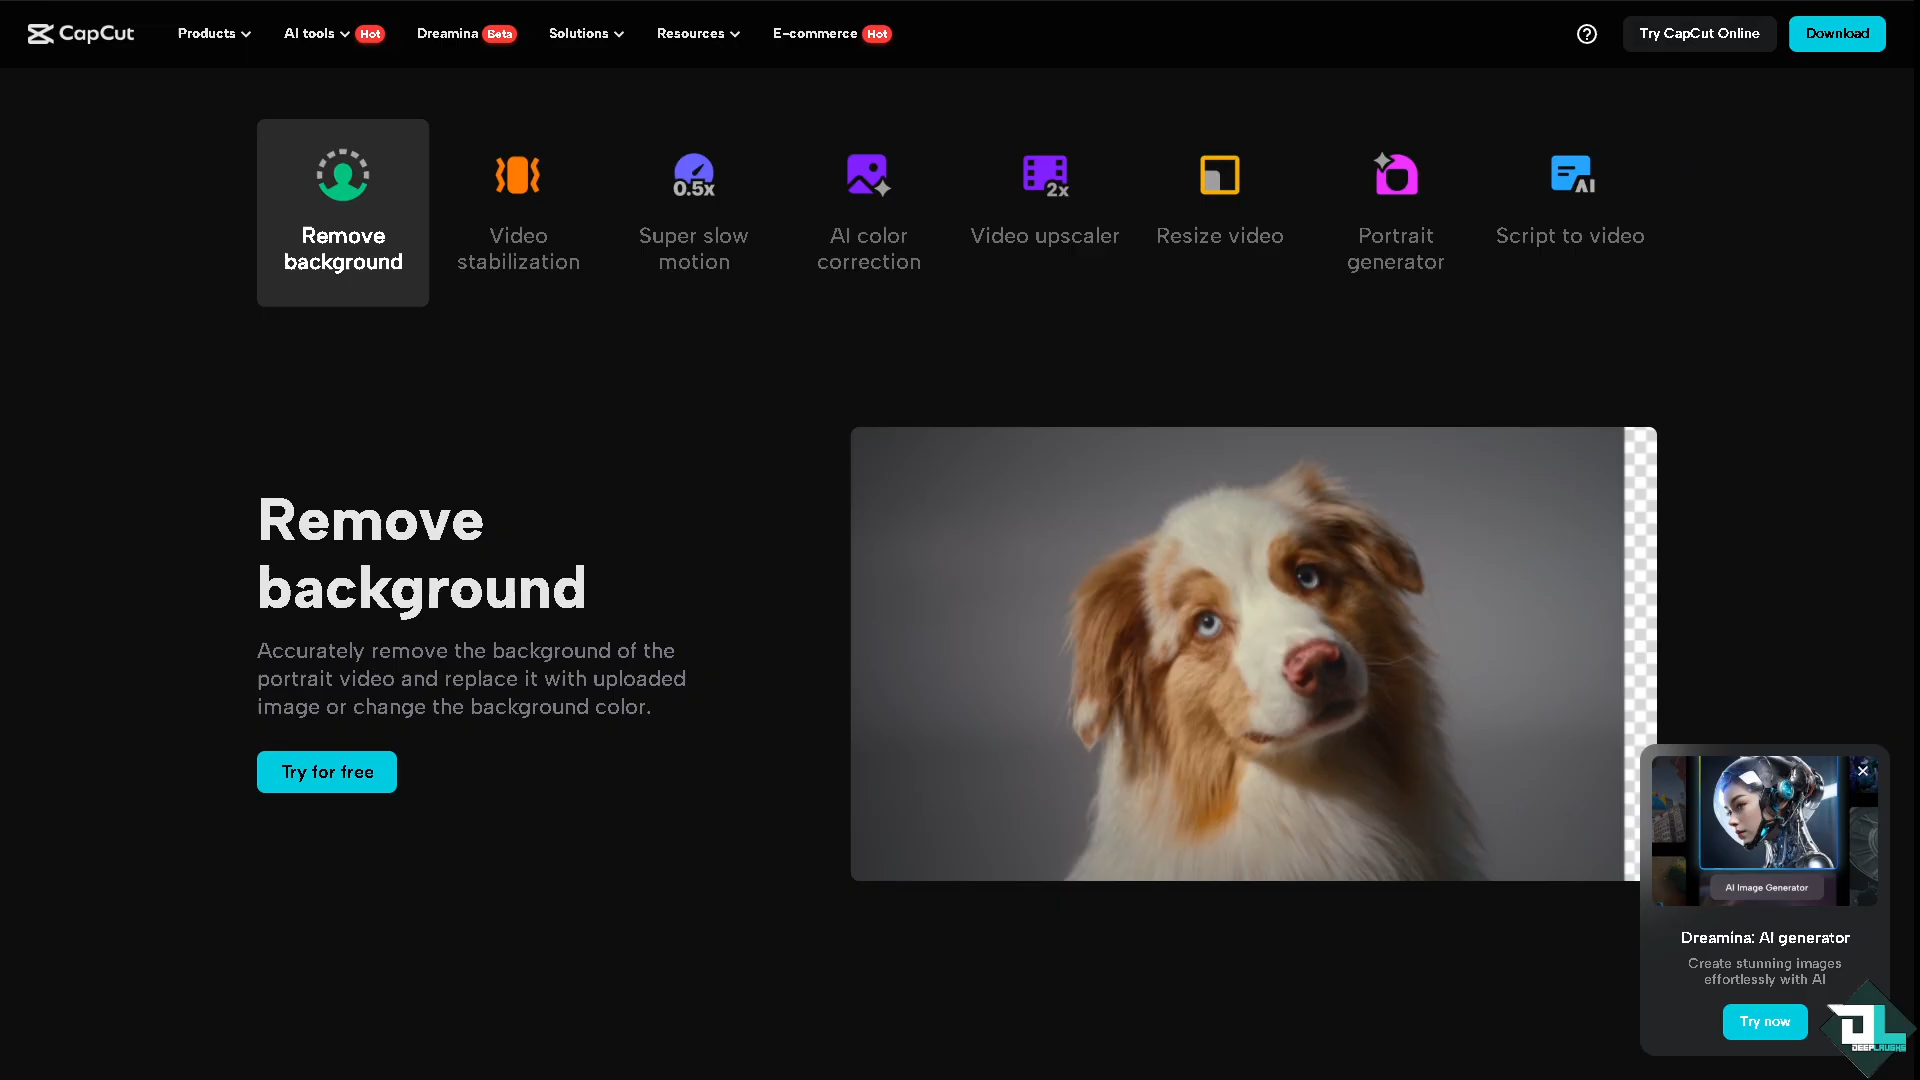 CapCut
Products
AI tools Hot
Dreamina Beta
Solutions
Resources
E-commerce Hot
Try CapCut Online
Download
Remove
background
Video
stabilization
0.5x
Super slow
motion
AI color
correction
2x
Video upscaler
Resize video
Portrait
generator
AI
Script to video
Remove
background
Accurately remove the background of the
portrait video and replace it with uploaded
image or change the background color.
Try for free
AI Image Generator
Dreamina: AI generator
Create stunning images
effortlessly with AI
Try now
DL
DEEPLAUGHS